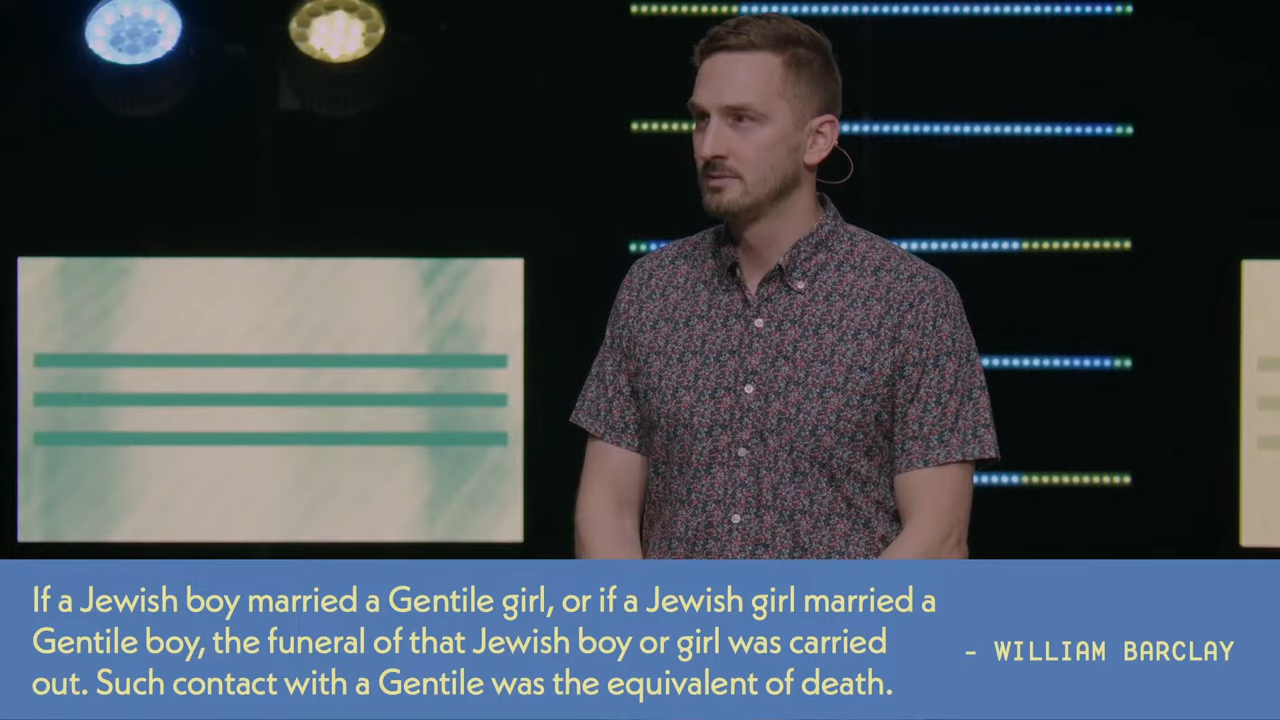 If a Jewish boy married a Gentile girl, or if a Jewish girl married a
Gentile boy, the funeral of that Jewish boy or girl was carried
out. Such contact with a Gentile was the equivalent of death.
- WILLIAM BARCLAY